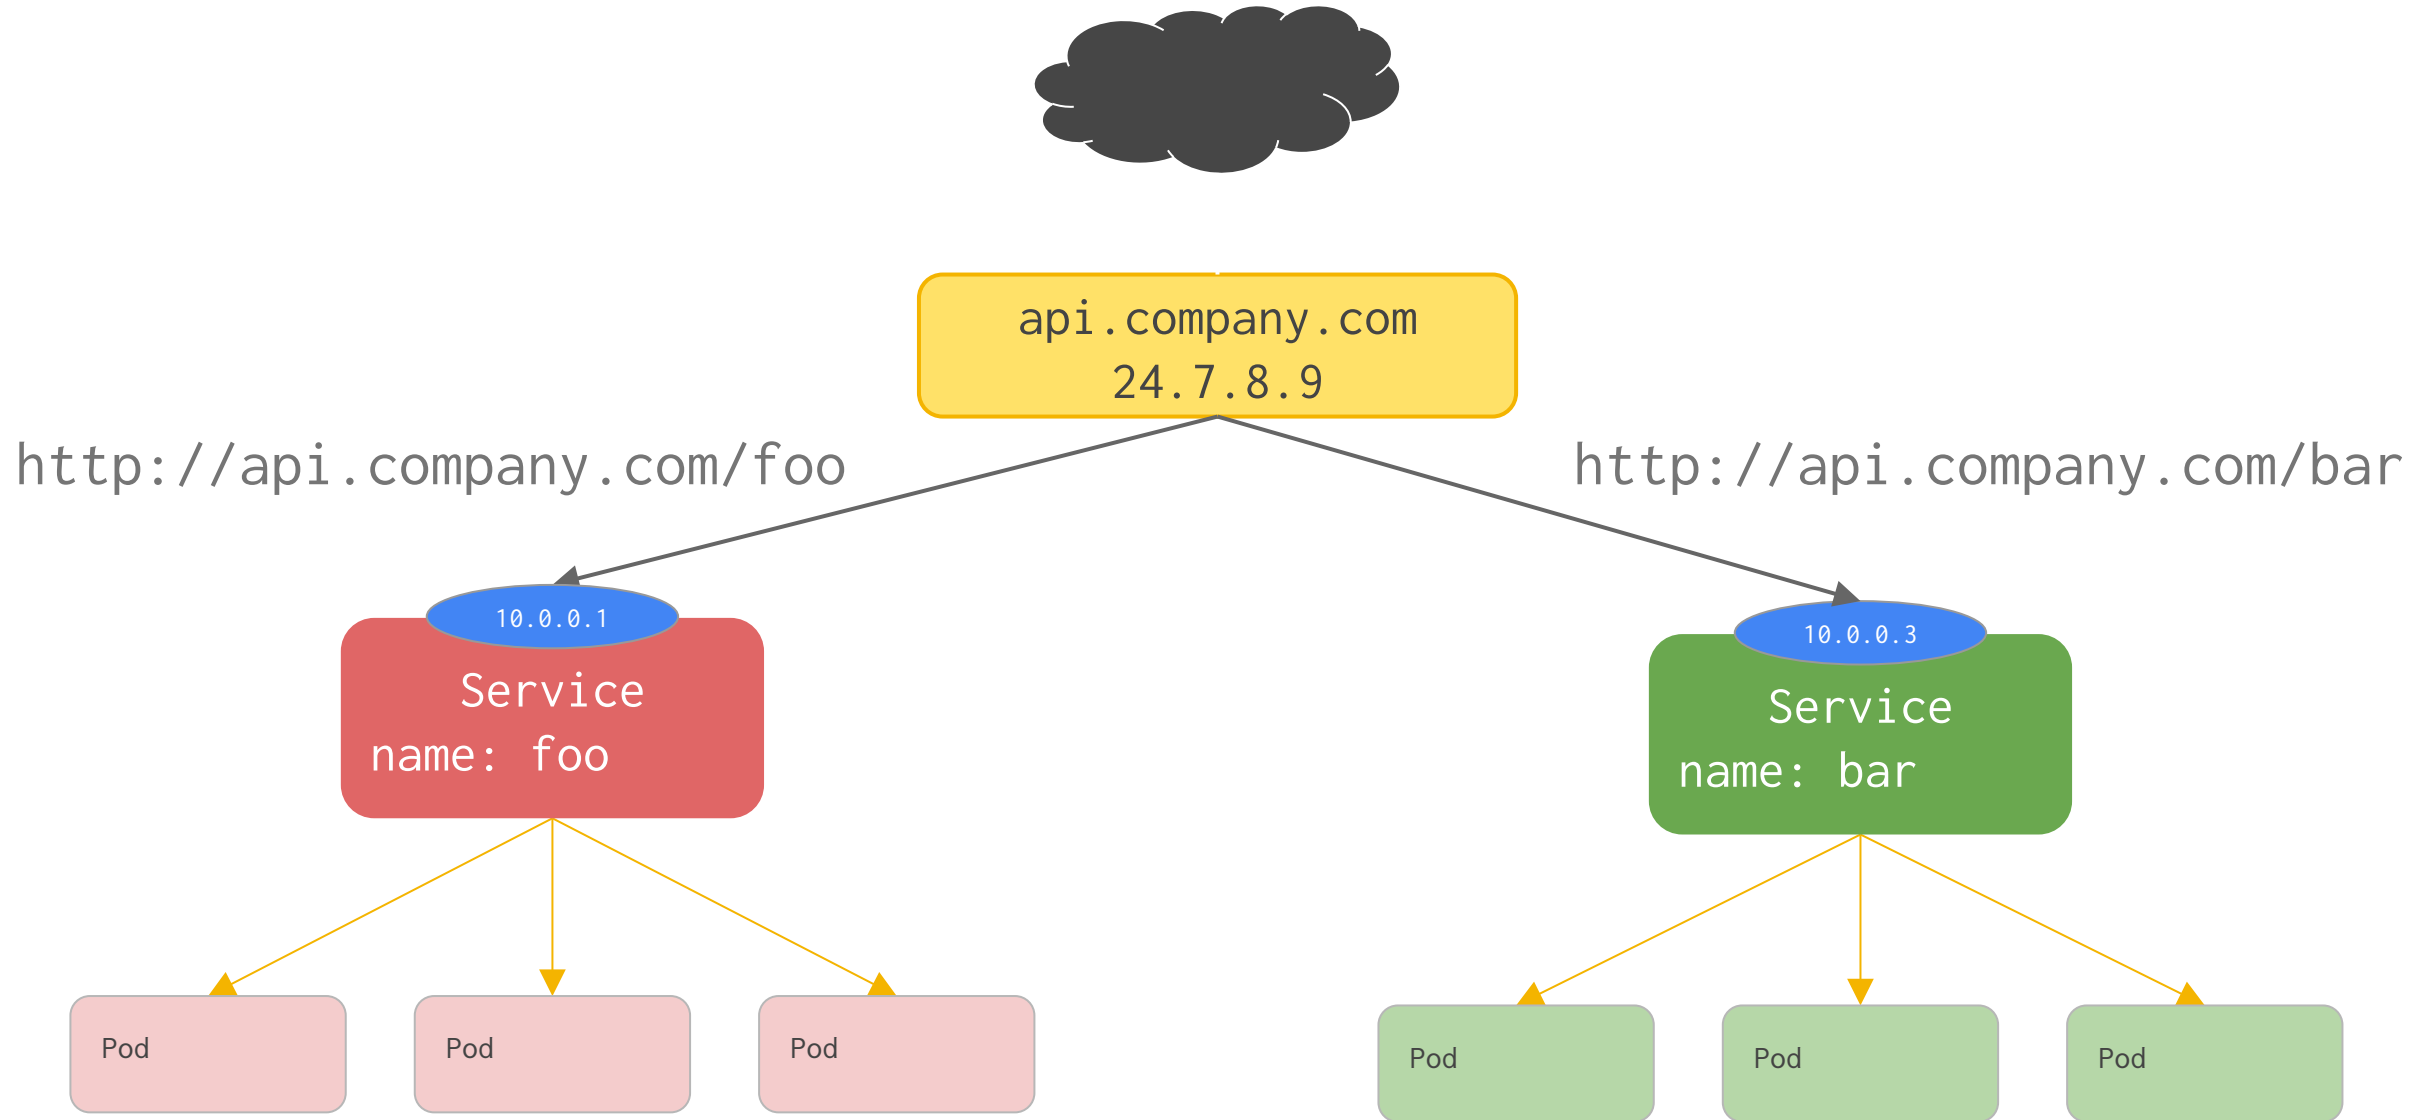 api.company.com
24.7.8.9
http://api.company.com/foo
http://api.company.com/bar
10.0.0.1
Service
name: foo
10.0.0.3
Service
name: bar
Pod
Pod
Pod
Pod
Pod
Pod